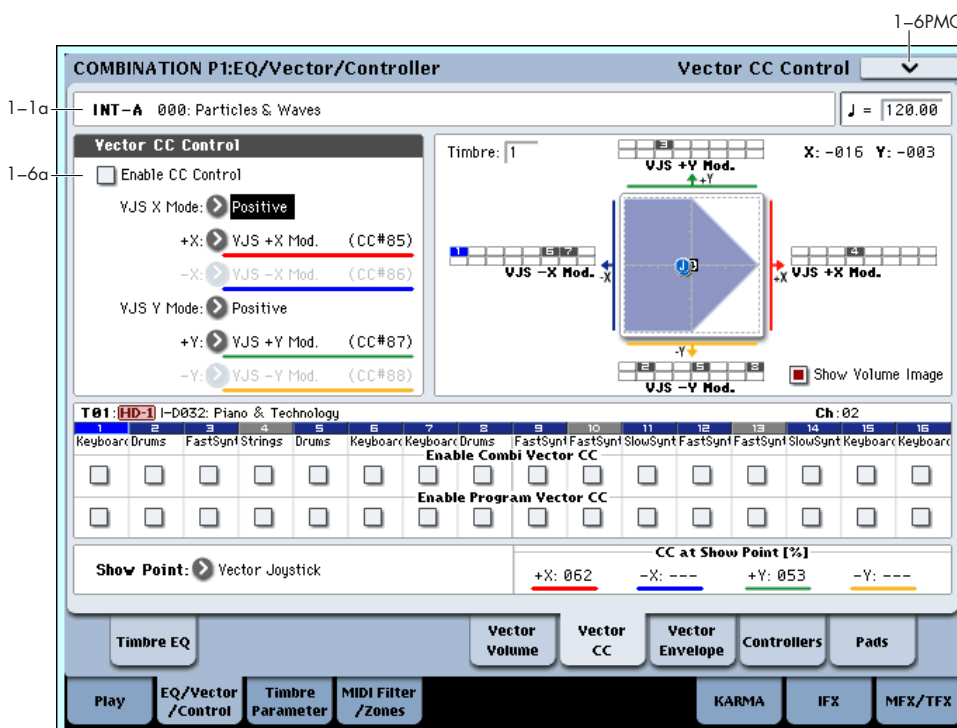 1–6PMC
COMBINATION P1:EQ/Vector/Controller Vector CC Control
1–1a
INT-A 000: Particles & Waves ♩ = 120.00
Vector CC Control
1–6a
Enable CC Control
VJS X Mode: Positive
+X: VJS +X Mod. (CC#85)
-X: VJS -X Mod. (CC#86)
VJS Y Mode: Positive
+Y: VJS +Y Mod. (CC#87)
-Y: VJS -Y Mod. (CC#88)
Timbre: 1
X: -016 Y: -003
3
VJS +Y Mod.
+Y
1 6 7
VJS -X Mod.
-X
J
4
VJS +X Mod.
+X
-Y
2 5 8
VJS -Y Mod.
Show Volume Image
T01: HD-1 I-D032: Piano & Technology Ch:02
1 2 3 4 5 6 7 8 9 10 11 12 13 14 15 16
Keyboarc Drums FastSynt Strings Drums Keyboarc Keyboarc Drums FastSynt FastSynt SlowSynt FastSynt FastSynt SlowSynt Keyboarc Keyboarc
Enable Combi Vector CC
Enable Program Vector CC
Show Point: Vector Joystick
CC at Show Point [%]
+X: 062 -X: --- +Y: 053 -Y: ---
Timbre EQ
Vector Volume
Vector CC
Vector Envelope
Controllers
Pads
Play
EQ/Vector /Control
Timbre Parameter
MIDI Filter /Zones
KARMA
IFX
MFX/TFX